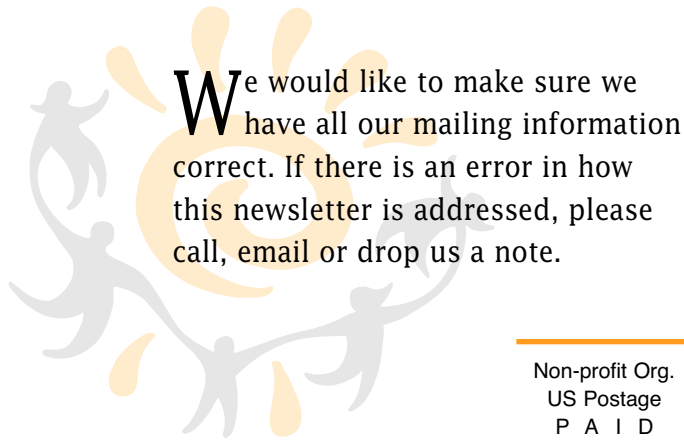 We would like to make sure we
have all our mailing information
correct. If there is an error in how
this newsletter is addressed, please
call, email or drop us a note.
Non-profit Org.
US Postage
P A I D